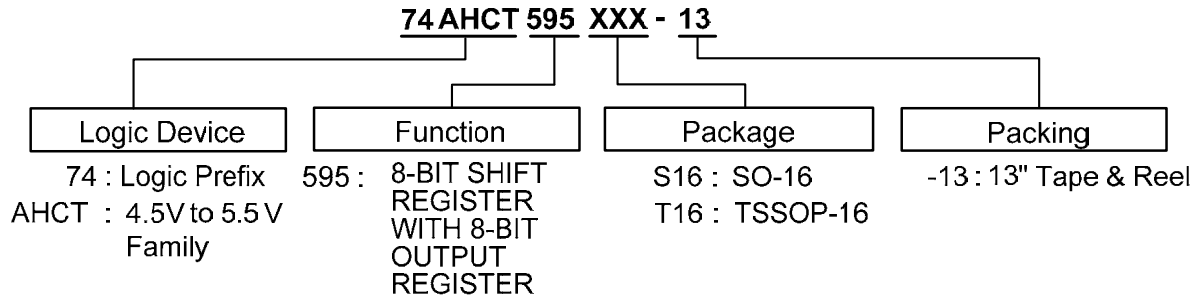 74 AHCT 595 XXX - 13
Logic Device
Function
Package
Packing
74 : Logic Prefix
AHCT : 4.5V to 5.5 V
Family
595 : 8-BIT SHIFT
REGISTER
WITH 8-BIT
OUTPUT
REGISTER
S16 : SO-16
T16 : TSSOP-16
-13 : 13" Tape & Reel